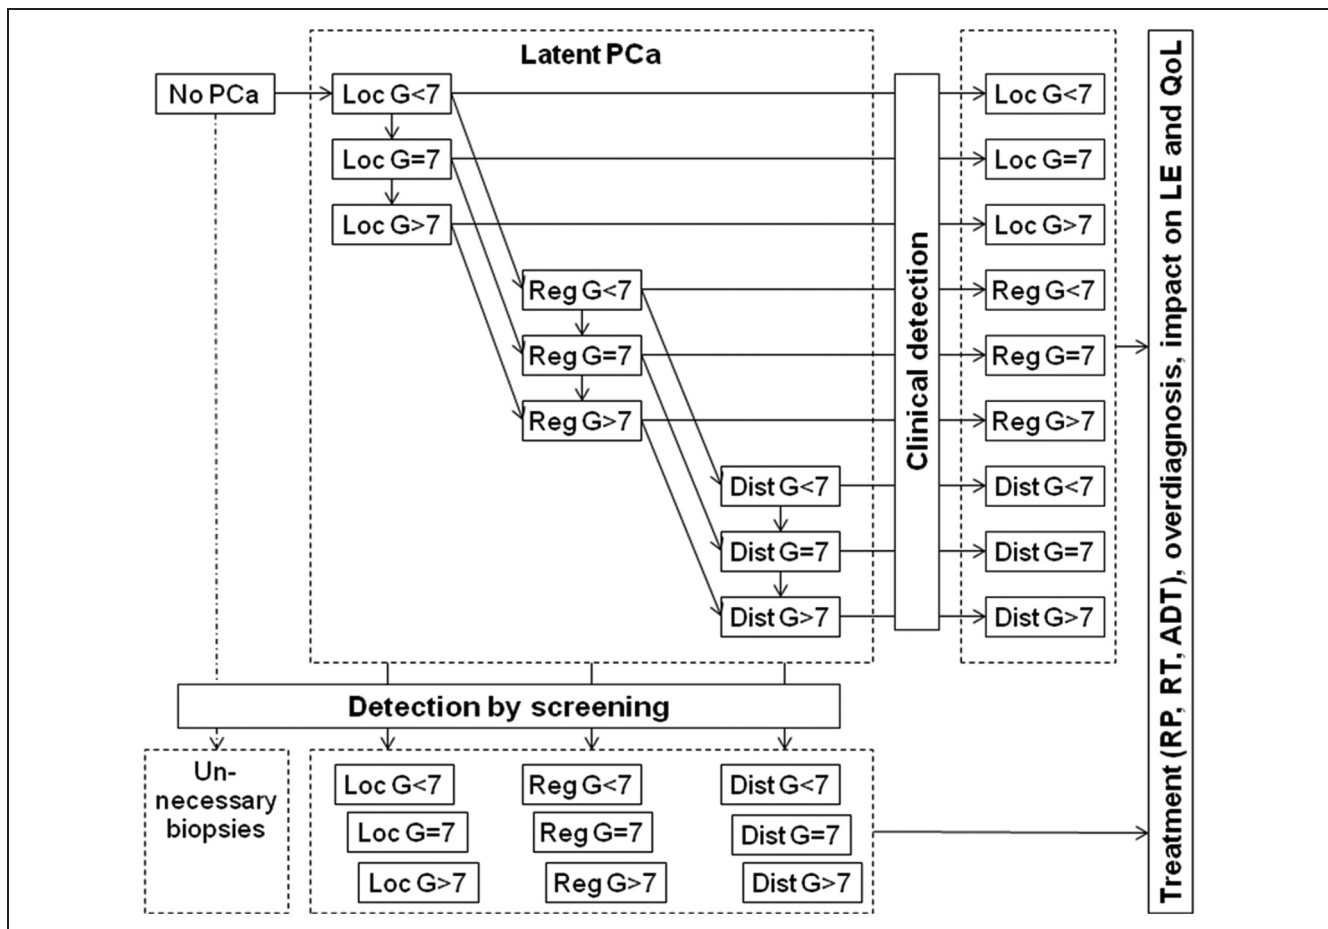 Latent PCa
No PCa
Loc G<7
Loc G=7
Loc G>7
Reg G<7
Reg G=7
Reg G>7
Dist G<7
Dist G=7
Dist G>7
Clinical detection
Loc G<7
Loc G=7
Loc G>7
Reg G<7
Reg G=7
Reg G>7
Dist G<7
Dist G=7
Dist G>7
Treatment (RP, RT, ADT), overdiagnosis, impact on LE and QoL
Detection by screening
Un-
necessary
biopsies
Loc G<7
Loc G=7
Loc G>7
Reg G<7
Reg G=7
Reg G>7
Dist G<7
Dist G=7
Dist G>7